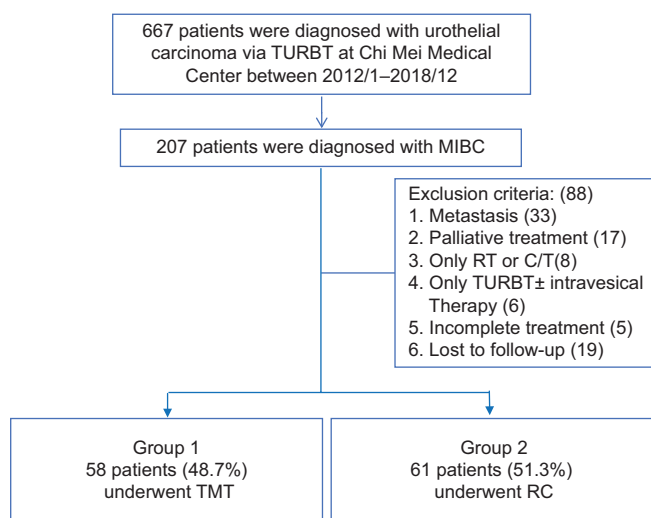 667 patients were diagnosed with urothelial
carcinoma via TURBT at Chi Mei Medical
Center between 2012/1–2018/12
207 patients were diagnosed with MIBC
Exclusion criteria: (88)
1. Metastasis (33)
2. Palliative treatment (17)
3. Only RT or C/T(8)
4. Only TURBT± intravesical
Therapy (6)
5. Incomplete treatment (5)
6. Lost to follow-up (19)
Group 1
58 patients (48.7%)
underwent TMT
Group 2
61 patients (51.3%)
underwent RC